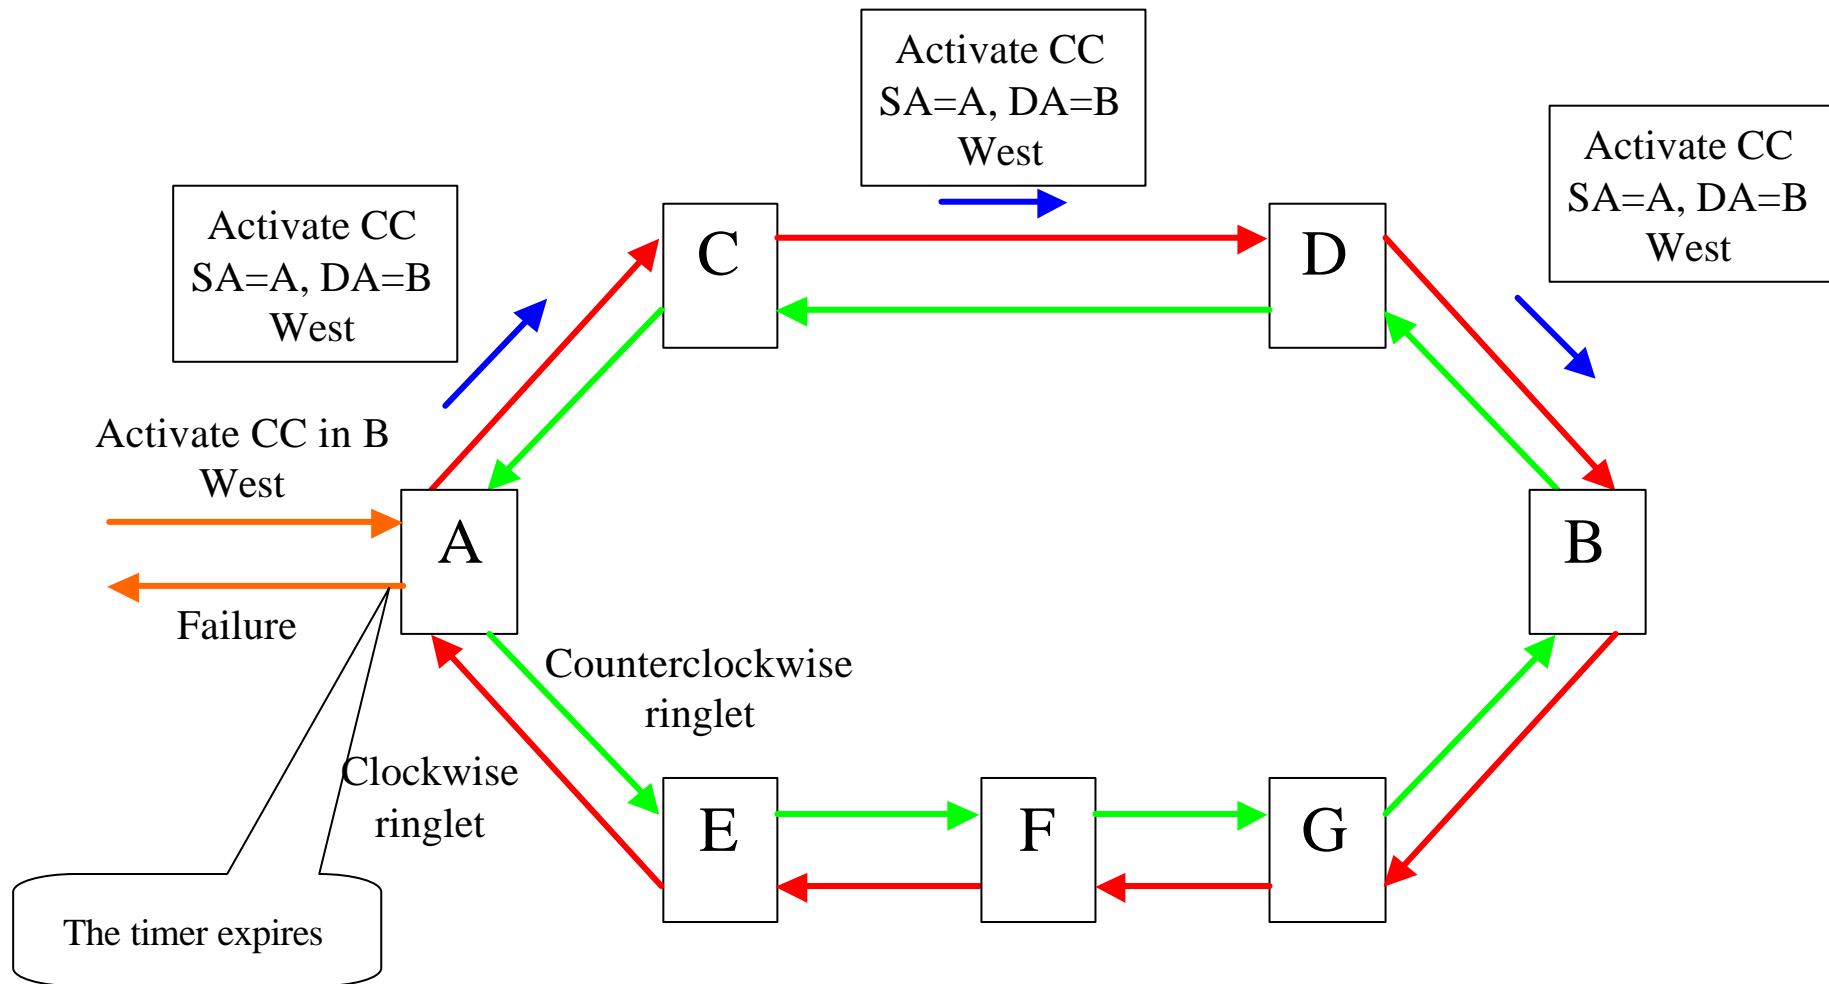 Activate CC
SA=A, DA=B
West
Activate CC
SA=A, DA=B
West
Activate CC
SA=A, DA=B
West
C
D
Activate CC in B
West
A
B
Failure
Counterclockwise
ringlet
Clockwise
ringlet
E
F
G
The timer expires